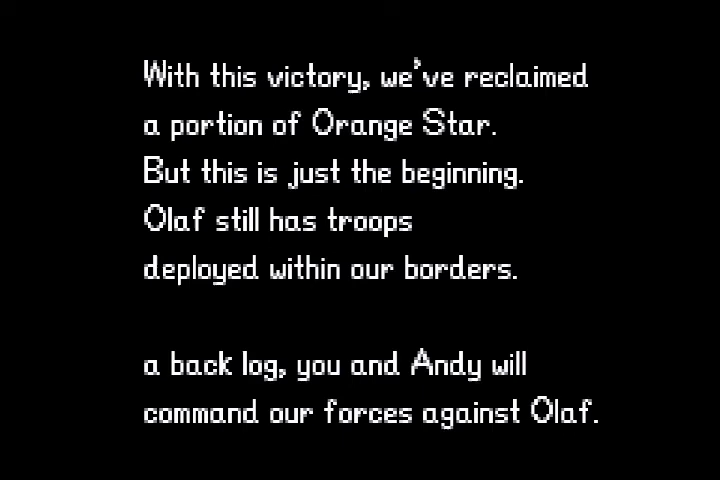 With this victory, we've reclaimed
a portion of Orange Star.
But this is just the beginning.
Olaf still has troops
deployed within our borders.
a back log, you and Andy will
command our forces against Olaf.